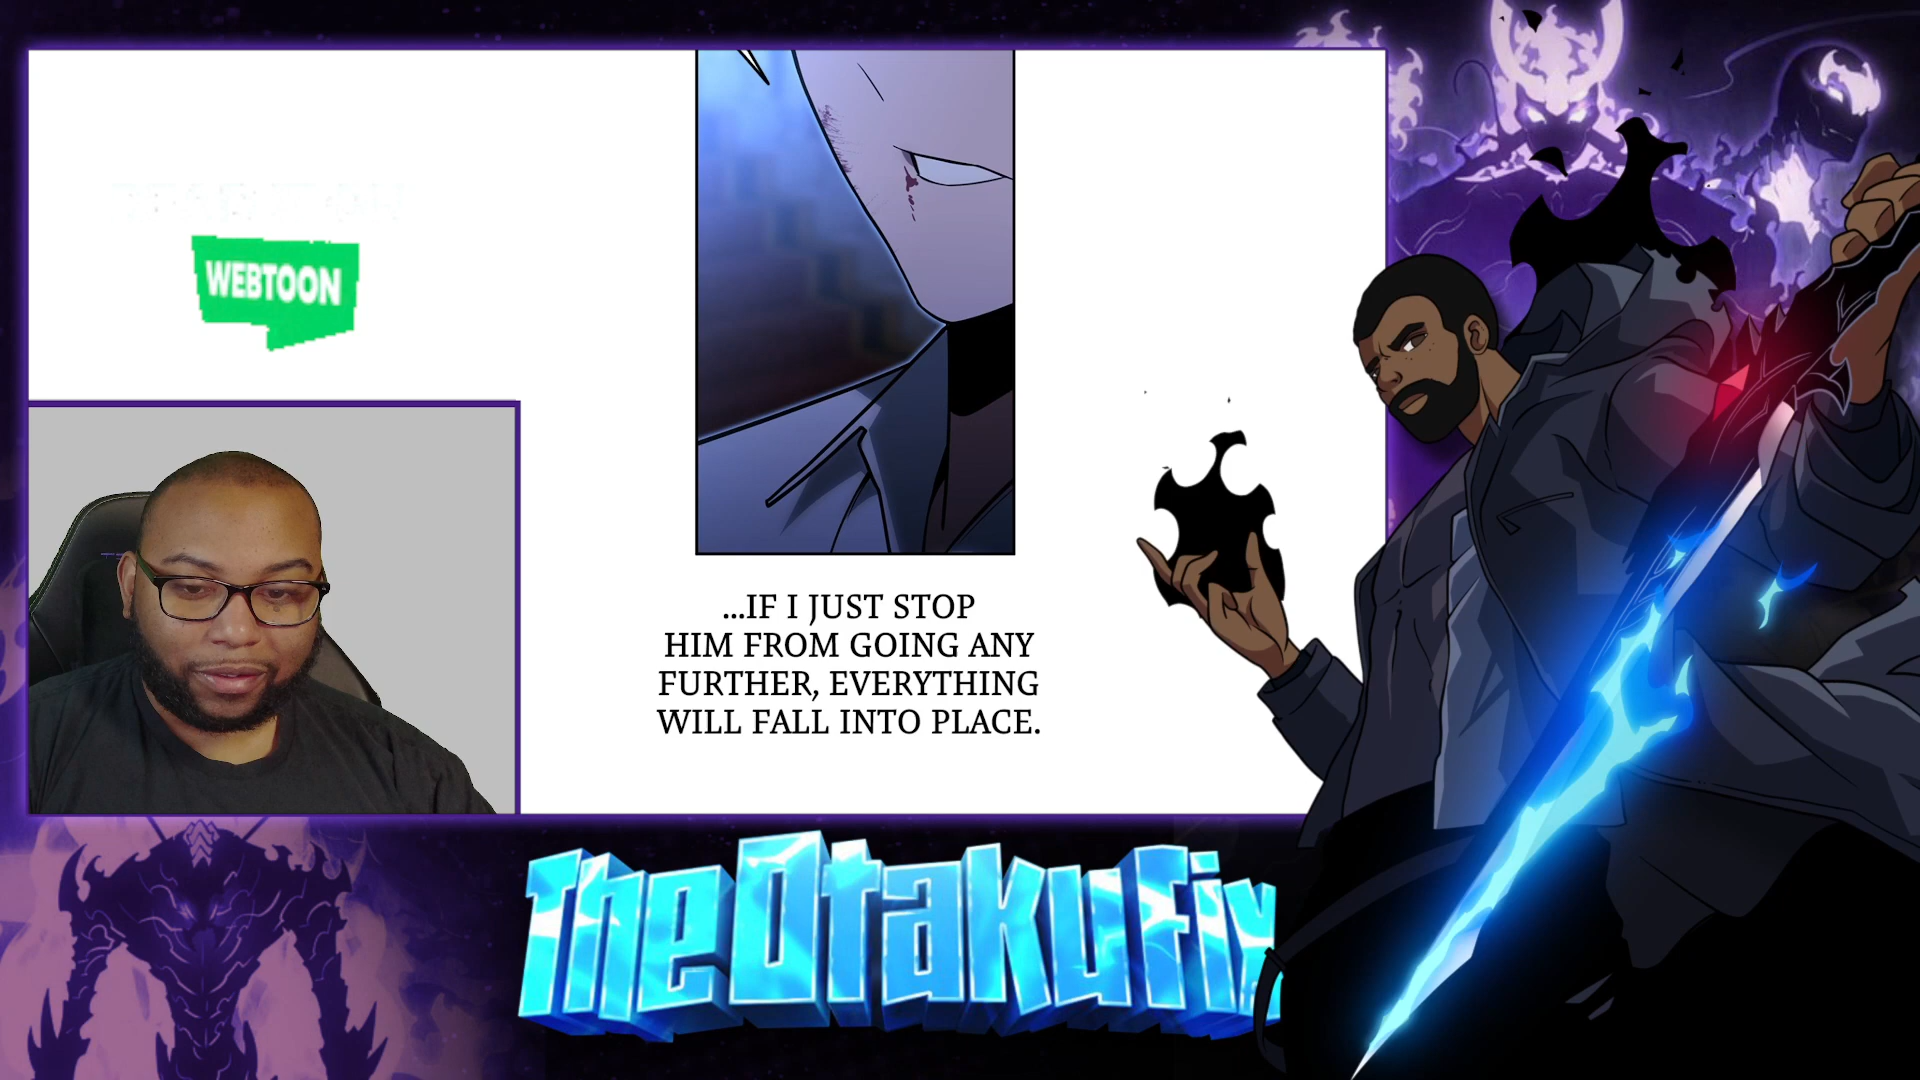 WEBTOON
...IF I JUST STOP
HIM FROM GOING ANY
FURTHER, EVERYTHING
WILL FALL INTO PLACE.
TheOtakuFix